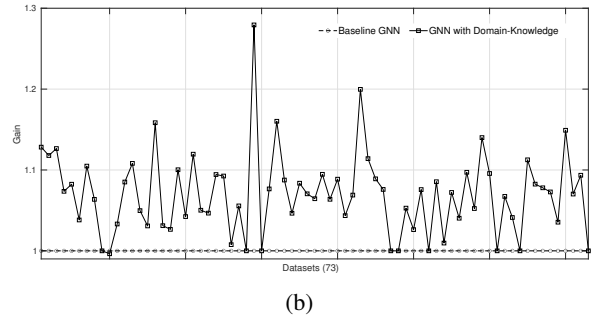 1.3
Baseline GNN GNN with Domain-Knowledge
1.2
Gain
1.1
1
Datasets (73)
(b)